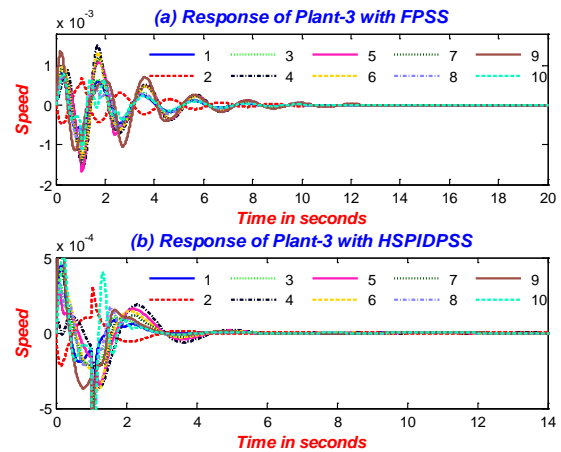 (a) Response of Plant-3 with FPSS
x 10-3
1 3 5 7 9
2 4 6 8 10
1
0
-1
-2
Speed
0 2 4 6 8 10 12 14 16 18 20
Time in seconds
(b) Response of Plant-3 with HSPIDPSS
x 10-4
1 3 5 7 9
2 4 6 8 10
5
0
-5
Speed
0 2 4 6 8 10 12 14
Time in seconds